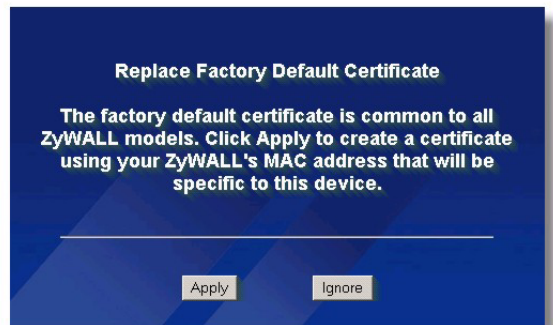 Replace Factory Default Certificate
The factory default certificate is common to all
ZyWALL models. Click Apply to create a certificate
using your ZyWALL's MAC address that will be
specific to this device.
Apply
Ignore